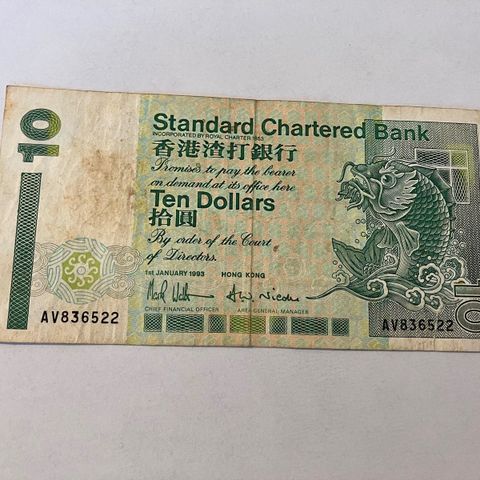 10
Standard Chartered Bank
INCORPORATED BY ROYAL CHARTER 1853
香港渣打銀行
Promises to pay the bearer
on demand at its office here
Ten Dollars
拾圓
By order of the Court
of Directors.
1ST JANUARY 1993 HONG KONG
CHIEF FINANCIAL OFFICER AREA GENERAL MANAGER
AV836522
AV836522
10